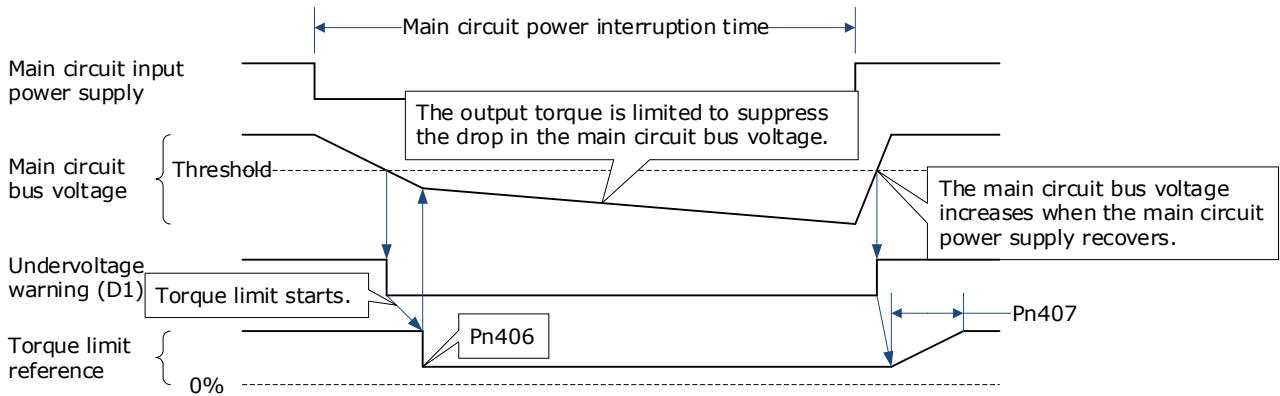 Main circuit power interruption time
Main circuit input
power supply
The output torque is limited to suppress
the drop in the main circuit bus voltage.
Main circuit
bus voltage
Threshold
The main circuit bus voltage
increases when the main circuit
power supply recovers.
Undervoltage
warning (D1)
Torque limit starts.
Pn407
Pn406
Torque limit
reference
0%